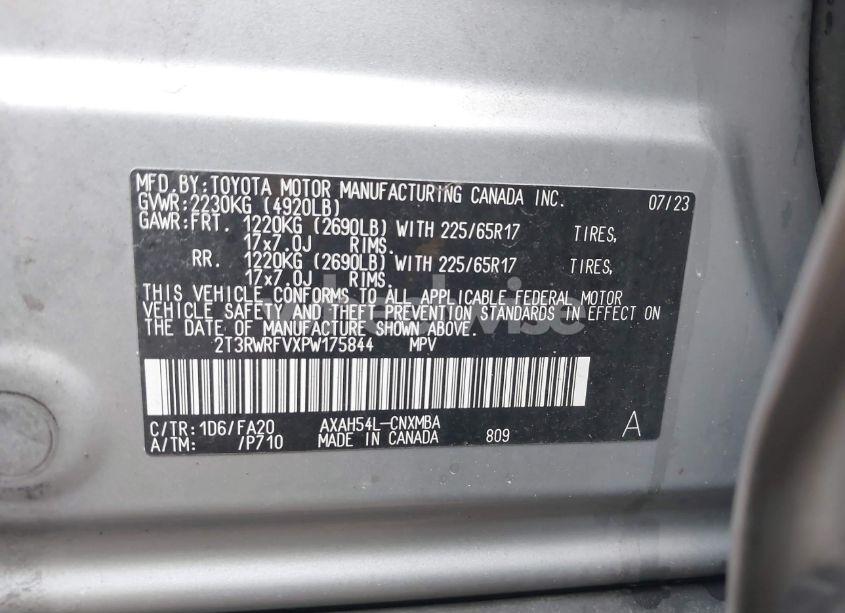 MFD.BY:TOYOTA MOTOR MANUFACTURING CANADA INC. 07/23
GVWR:2230KG (4920LB)
GAWR:FRT. 1220KG (2690LB) WITH 225/65R17 TIRES,
17x7.0J RIMS.
RR. 1220KG (2690LB) WITH 225/65R17 TIRES,
17x7.0J RIMS.
THIS VEHICLE CONFORMS TO ALL APPLICABLE FEDERAL MOTOR
VEHICLE SAFETY AND THEFT PREVENTION STANDARDS IN EFFECT ON
THE DATE OF MANUFACTURE SHOWN ABOVE.
2T3RWRFVXPW175844 MPV
C/TR:1D6/FA20 AXAH54L-CNXMBA
A/TM: /P710 MADE IN CANADA 809 A